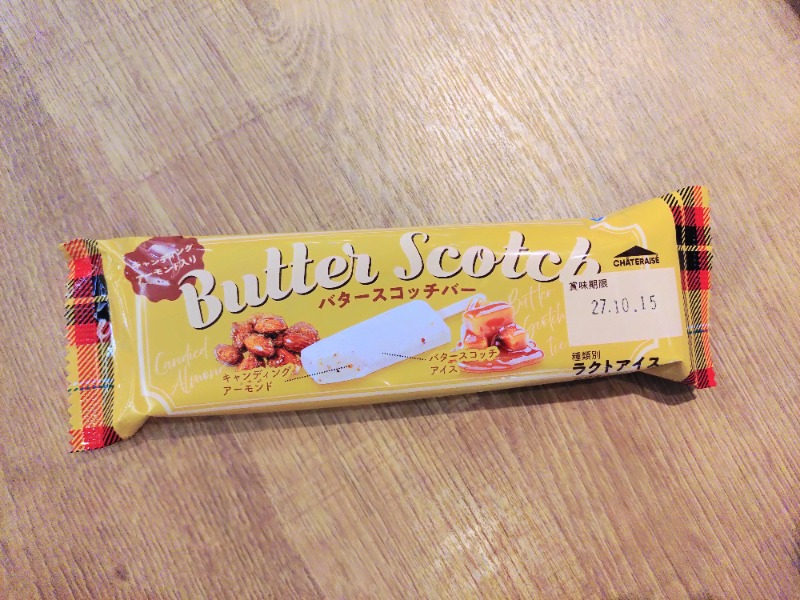 キャンディング
アーモンド入り
Butter Scotch
バタースコッチバー
CHÂTERAISÉ
賞味期限
27.10.15
Candied
Almond
キャンディング
アーモンド
バタースコッチ
アイス
Butter
Scotch
種類別
ラクトアイス